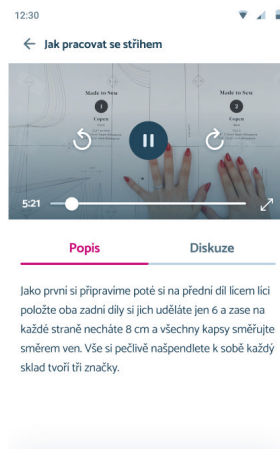 12:30
Jak pracovat se střihem
Made to Sew
Made to Sew
1
3
Copen
Copen
5:21
Popis
Diskuze
Jako první si připravíme poté si na přední díl lícem líci
položte oba zadní díly si jich uděláte jen 6 a zase na
každé straně necháte 8 cm a všechny kapsy směřujte
směrem ven. Vše si pečlivě našpendlete k sobě každý
sklad tvoří tři značky.